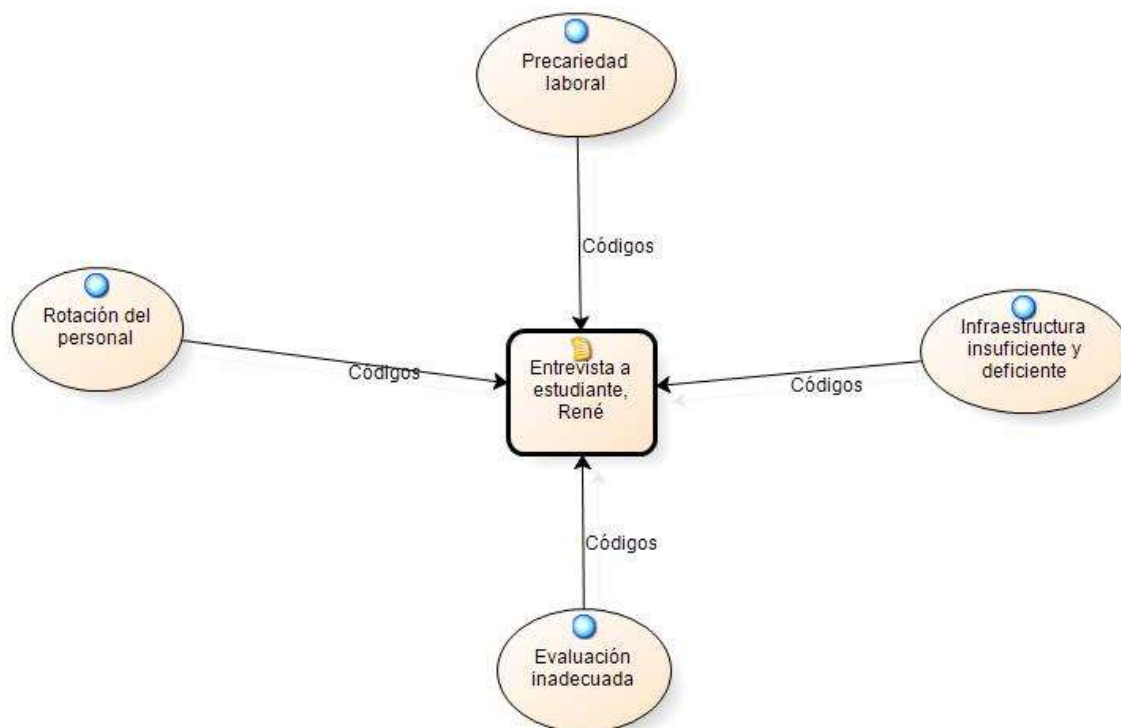 Precariedad
laboral
Códigos
Rotación del
personal
Códigos
Entrevista a
estudiante,
René
Infraestructura
insuficiente y
deficiente
Códigos
Códigos
Evaluación
inadecuada